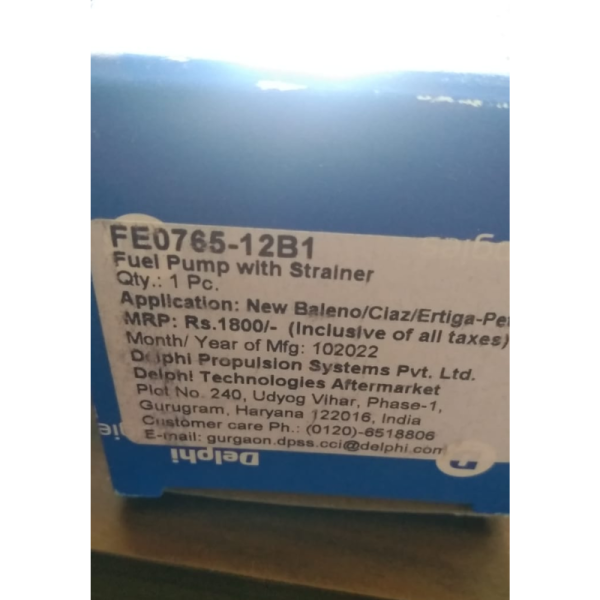 FE0765-12B1
Fuel Pump with Strainer
Qty.: 1 Pc.
Application: New Baleno/Ciaz/Ertiga-Pe
MRP: Rs.1800/- (Inclusive of all taxes)
Month/ Year of Mfg: 102022
Delphi Propulsion Systems Pvt. Ltd.
Delphi Technologies Aftermarket
Plot No. 240, Udyog Vihar, Phase-1,
Gurugram, Haryana 122016, India
Customer care Ph.: (0120)-6518806
E-mail: gurgaon.dpss.cci@delphi.com
Delphi